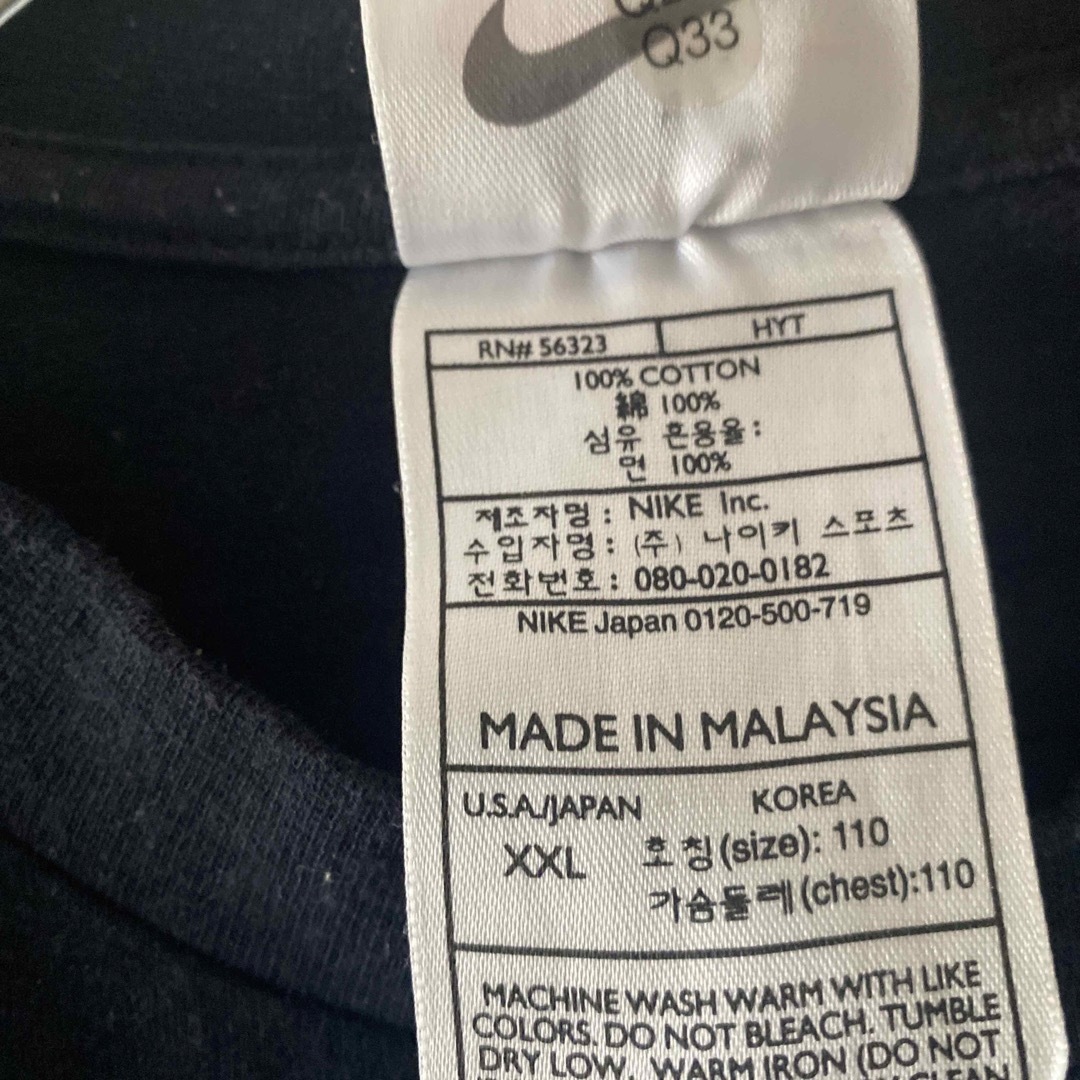 Q33
RN# 56323
HYT
100% COTTON
綿 100%
섬유 혼용율:
면 100%
제조자명: NIKE Inc.
수입자명: (주) 나이키 스포츠
전화번호: 080-020-0182
NIKE Japan 0120-500-719
MADE IN MALAYSIA
U.S.A./JAPAN
XXL
KOREA
호칭(size): 110
가슴둘레(chest):110
MACHINE WASH WARM WITH LIKE
COLORS. DO NOT BLEACH. TUMBLE
DRY LOW. WARM IRON (DO NOT